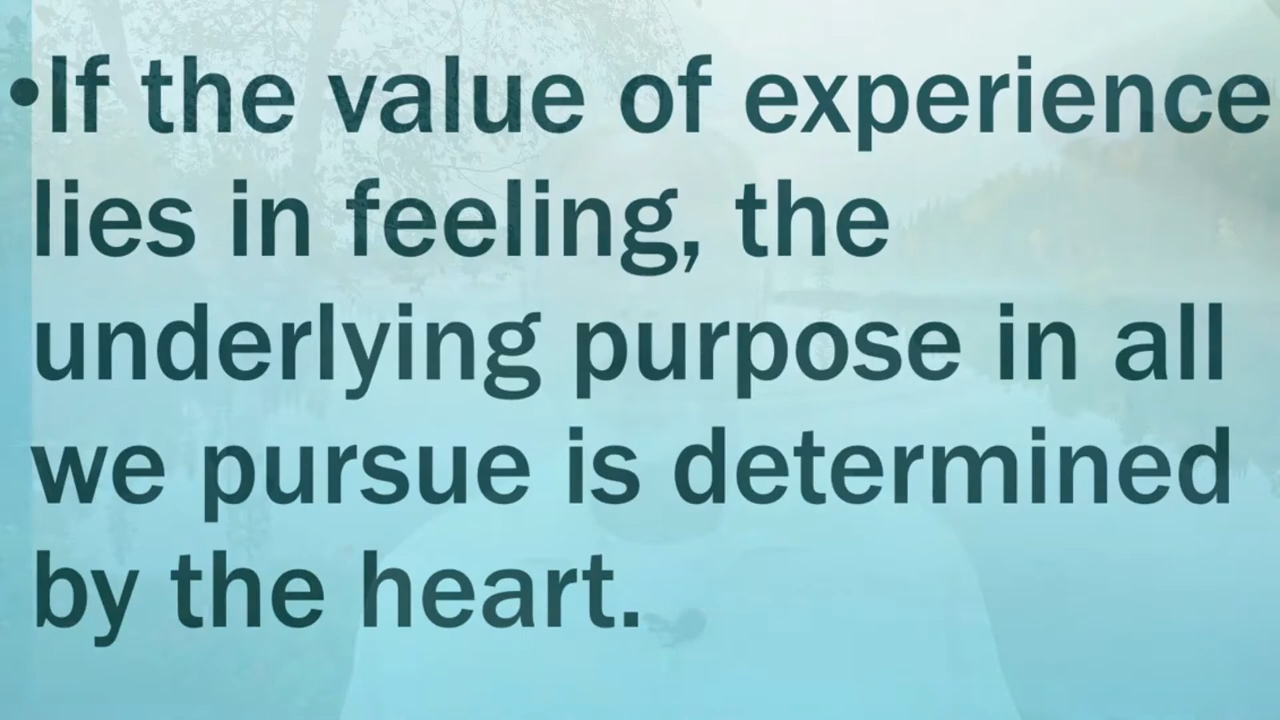 •If the value of experience
lies in feeling, the
underlying purpose in all
we pursue is determined
by the heart.